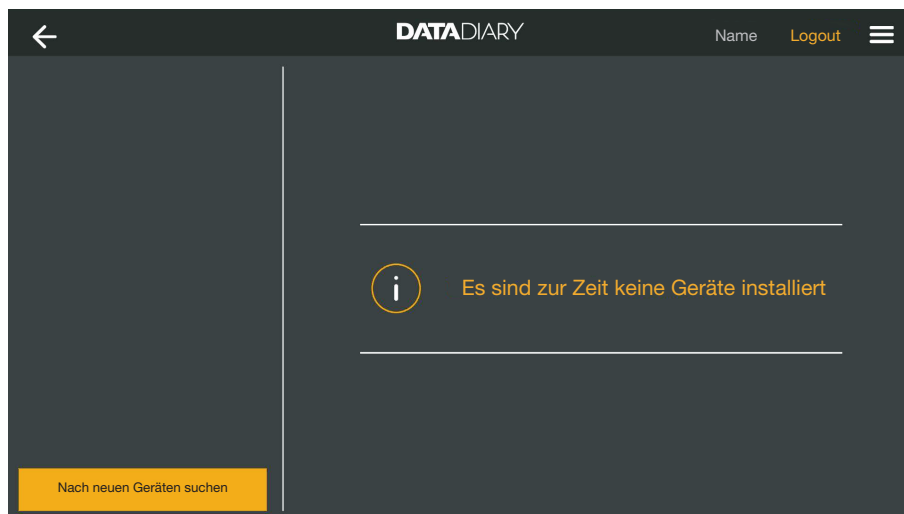 DATADIARY
Name
Logout
i
Es sind zur Zeit keine Geräte installiert
Nach neuen Geräten suchen